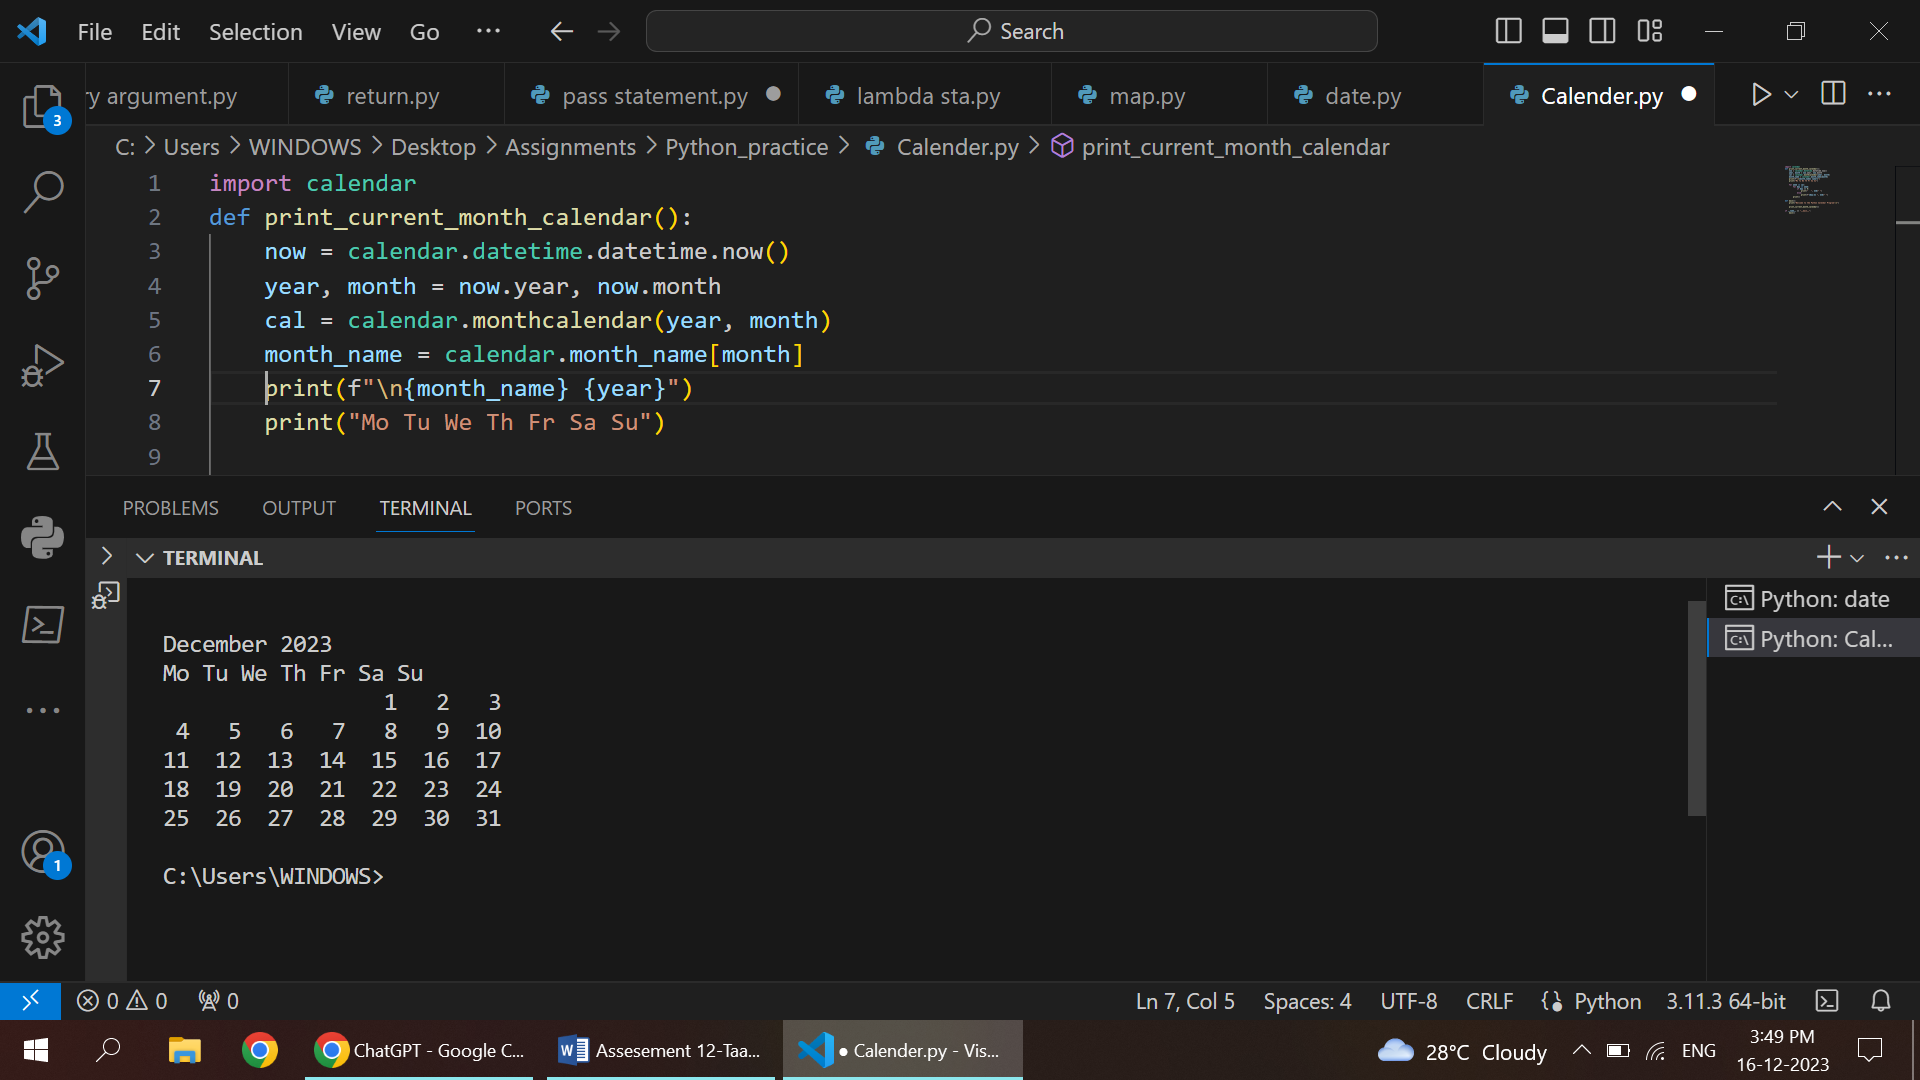 File Edit Selection View Go ··· Search
ry argument.py return.py pass statement.py lambda sta.py map.py date.py Calender.py
C: > Users > WINDOWS > Desktop > Assignments > Python_practice > Calender.py > print_current_month_calendar
1 import calendar
2 def print_current_month_calendar():
3     now = calendar.datetime.datetime.now()
4     year, month = now.year, now.month
5     cal = calendar.monthcalendar(year, month)
6     month_name = calendar.month_name[month]
7     print(f"\n{month_name} {year}")
8     print("Mo Tu We Th Fr Sa Su")
9
3
PROBLEMS OUTPUT TERMINAL PORTS
TERMINAL
Python: date
Python: Cal...
December 2023
Mo Tu We Th Fr Sa Su
                 1   2   3
 4   5   6   7   8   9  10
11  12  13  14  15  16  17
18  19  20  21  22  23  24
25  26  27  28  29  30  31
C:\Users\WINDOWS>
1
0 0 0 Ln 7, Col 5 Spaces: 4 UTF-8 CRLF Python 3.11.3 64-bit
ChatGPT - Google C... Assesement 12-Taa... ● Calender.py - Vis... 28°C Cloudy ENG 3:49 PM
16-12-2023